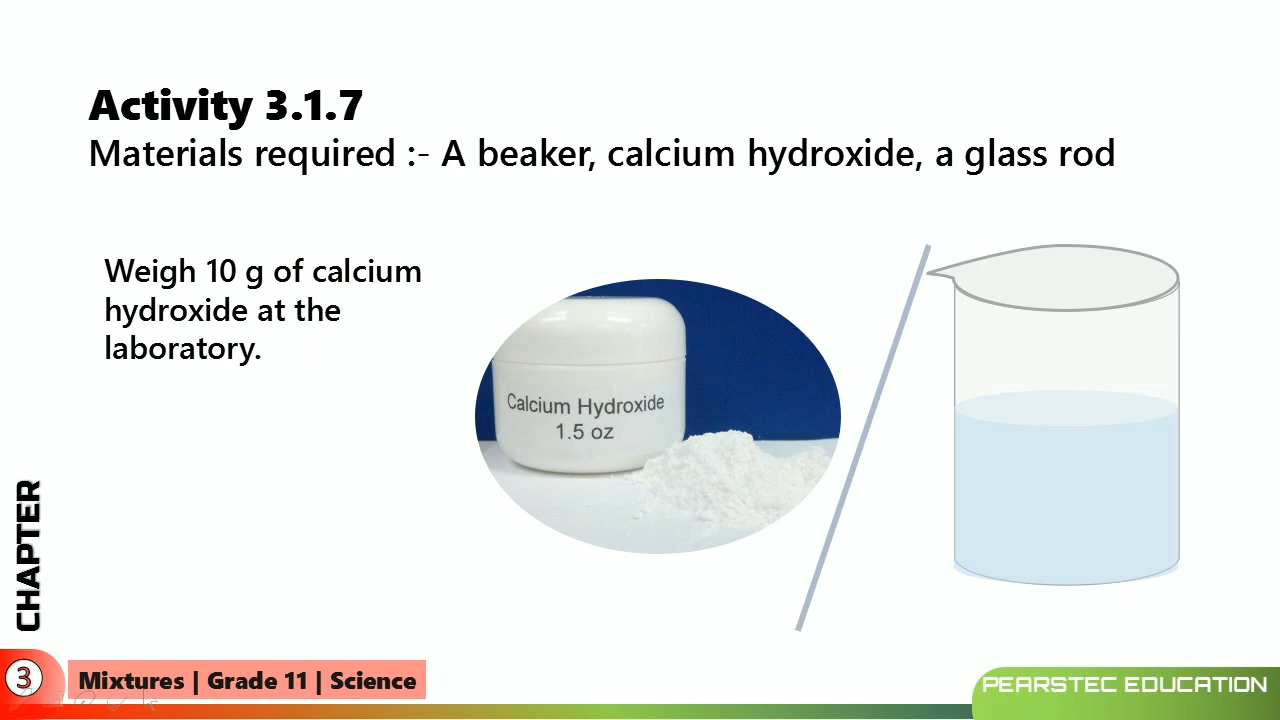 Activity 3.1.7
Materials required :- A beaker, calcium hydroxide, a glass rod
Weigh 10 g of calcium
hydroxide at the
laboratory.
Calcium Hydroxide
1.5 oz
CHAPTER
3
Mixtures | Grade 11 | Science
PEARSTEC EDUCATION